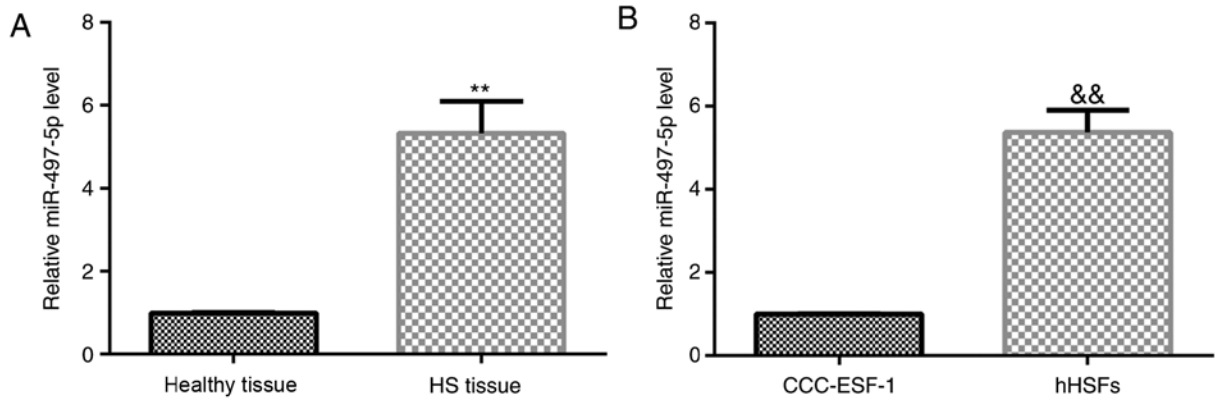 A
Relative miR-497-5p level
8
6
4
2
0
**
Healthy tissue
HS tissue
B
Relative miR-497-5p level
8
6
4
2
0
&&
CCC-ESF-1
hHSFs